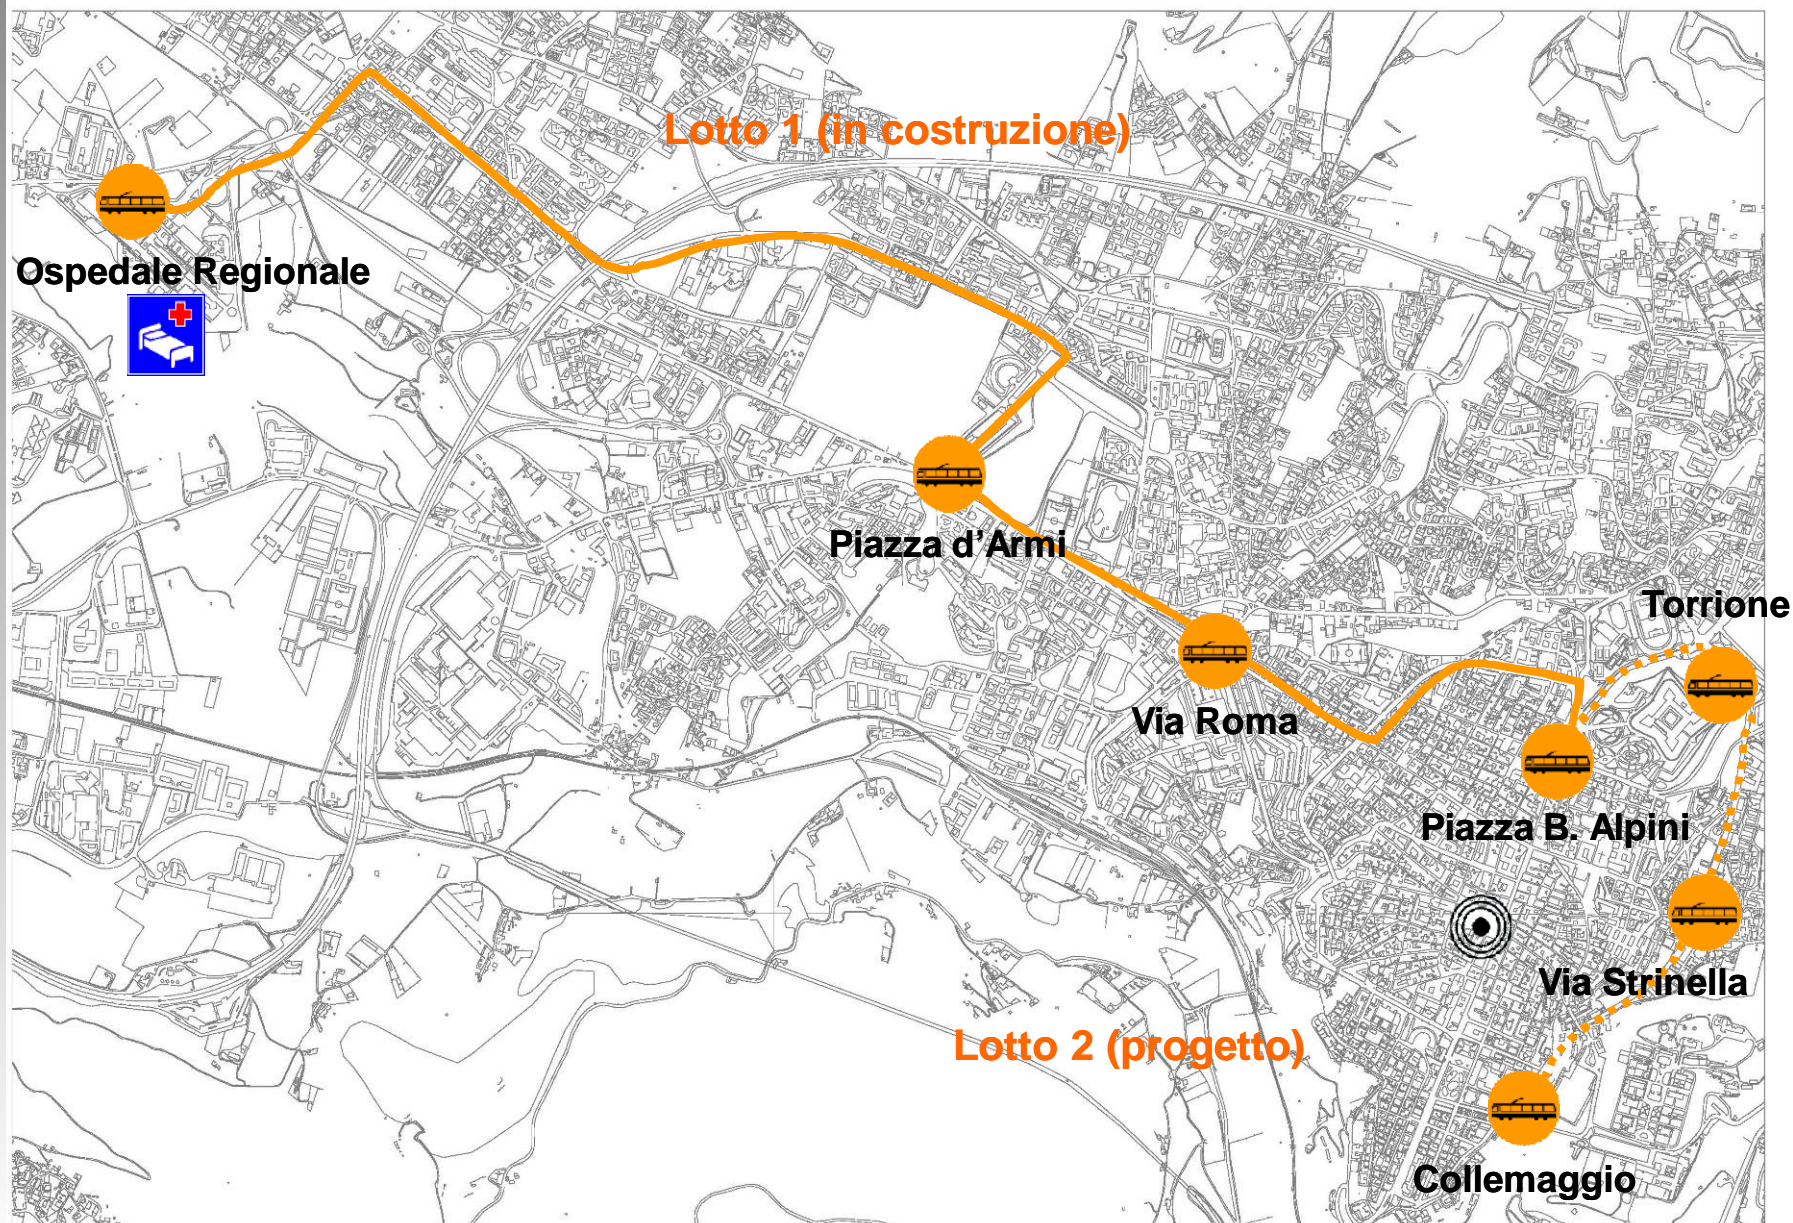 Lotto 1 (in costruzione)
Ospedale Regionale
Piazza d’Armi
Torrione
Via Roma
Piazza B. Alpini
Via Strinella
Lotto 2 (progetto)
Collemaggio